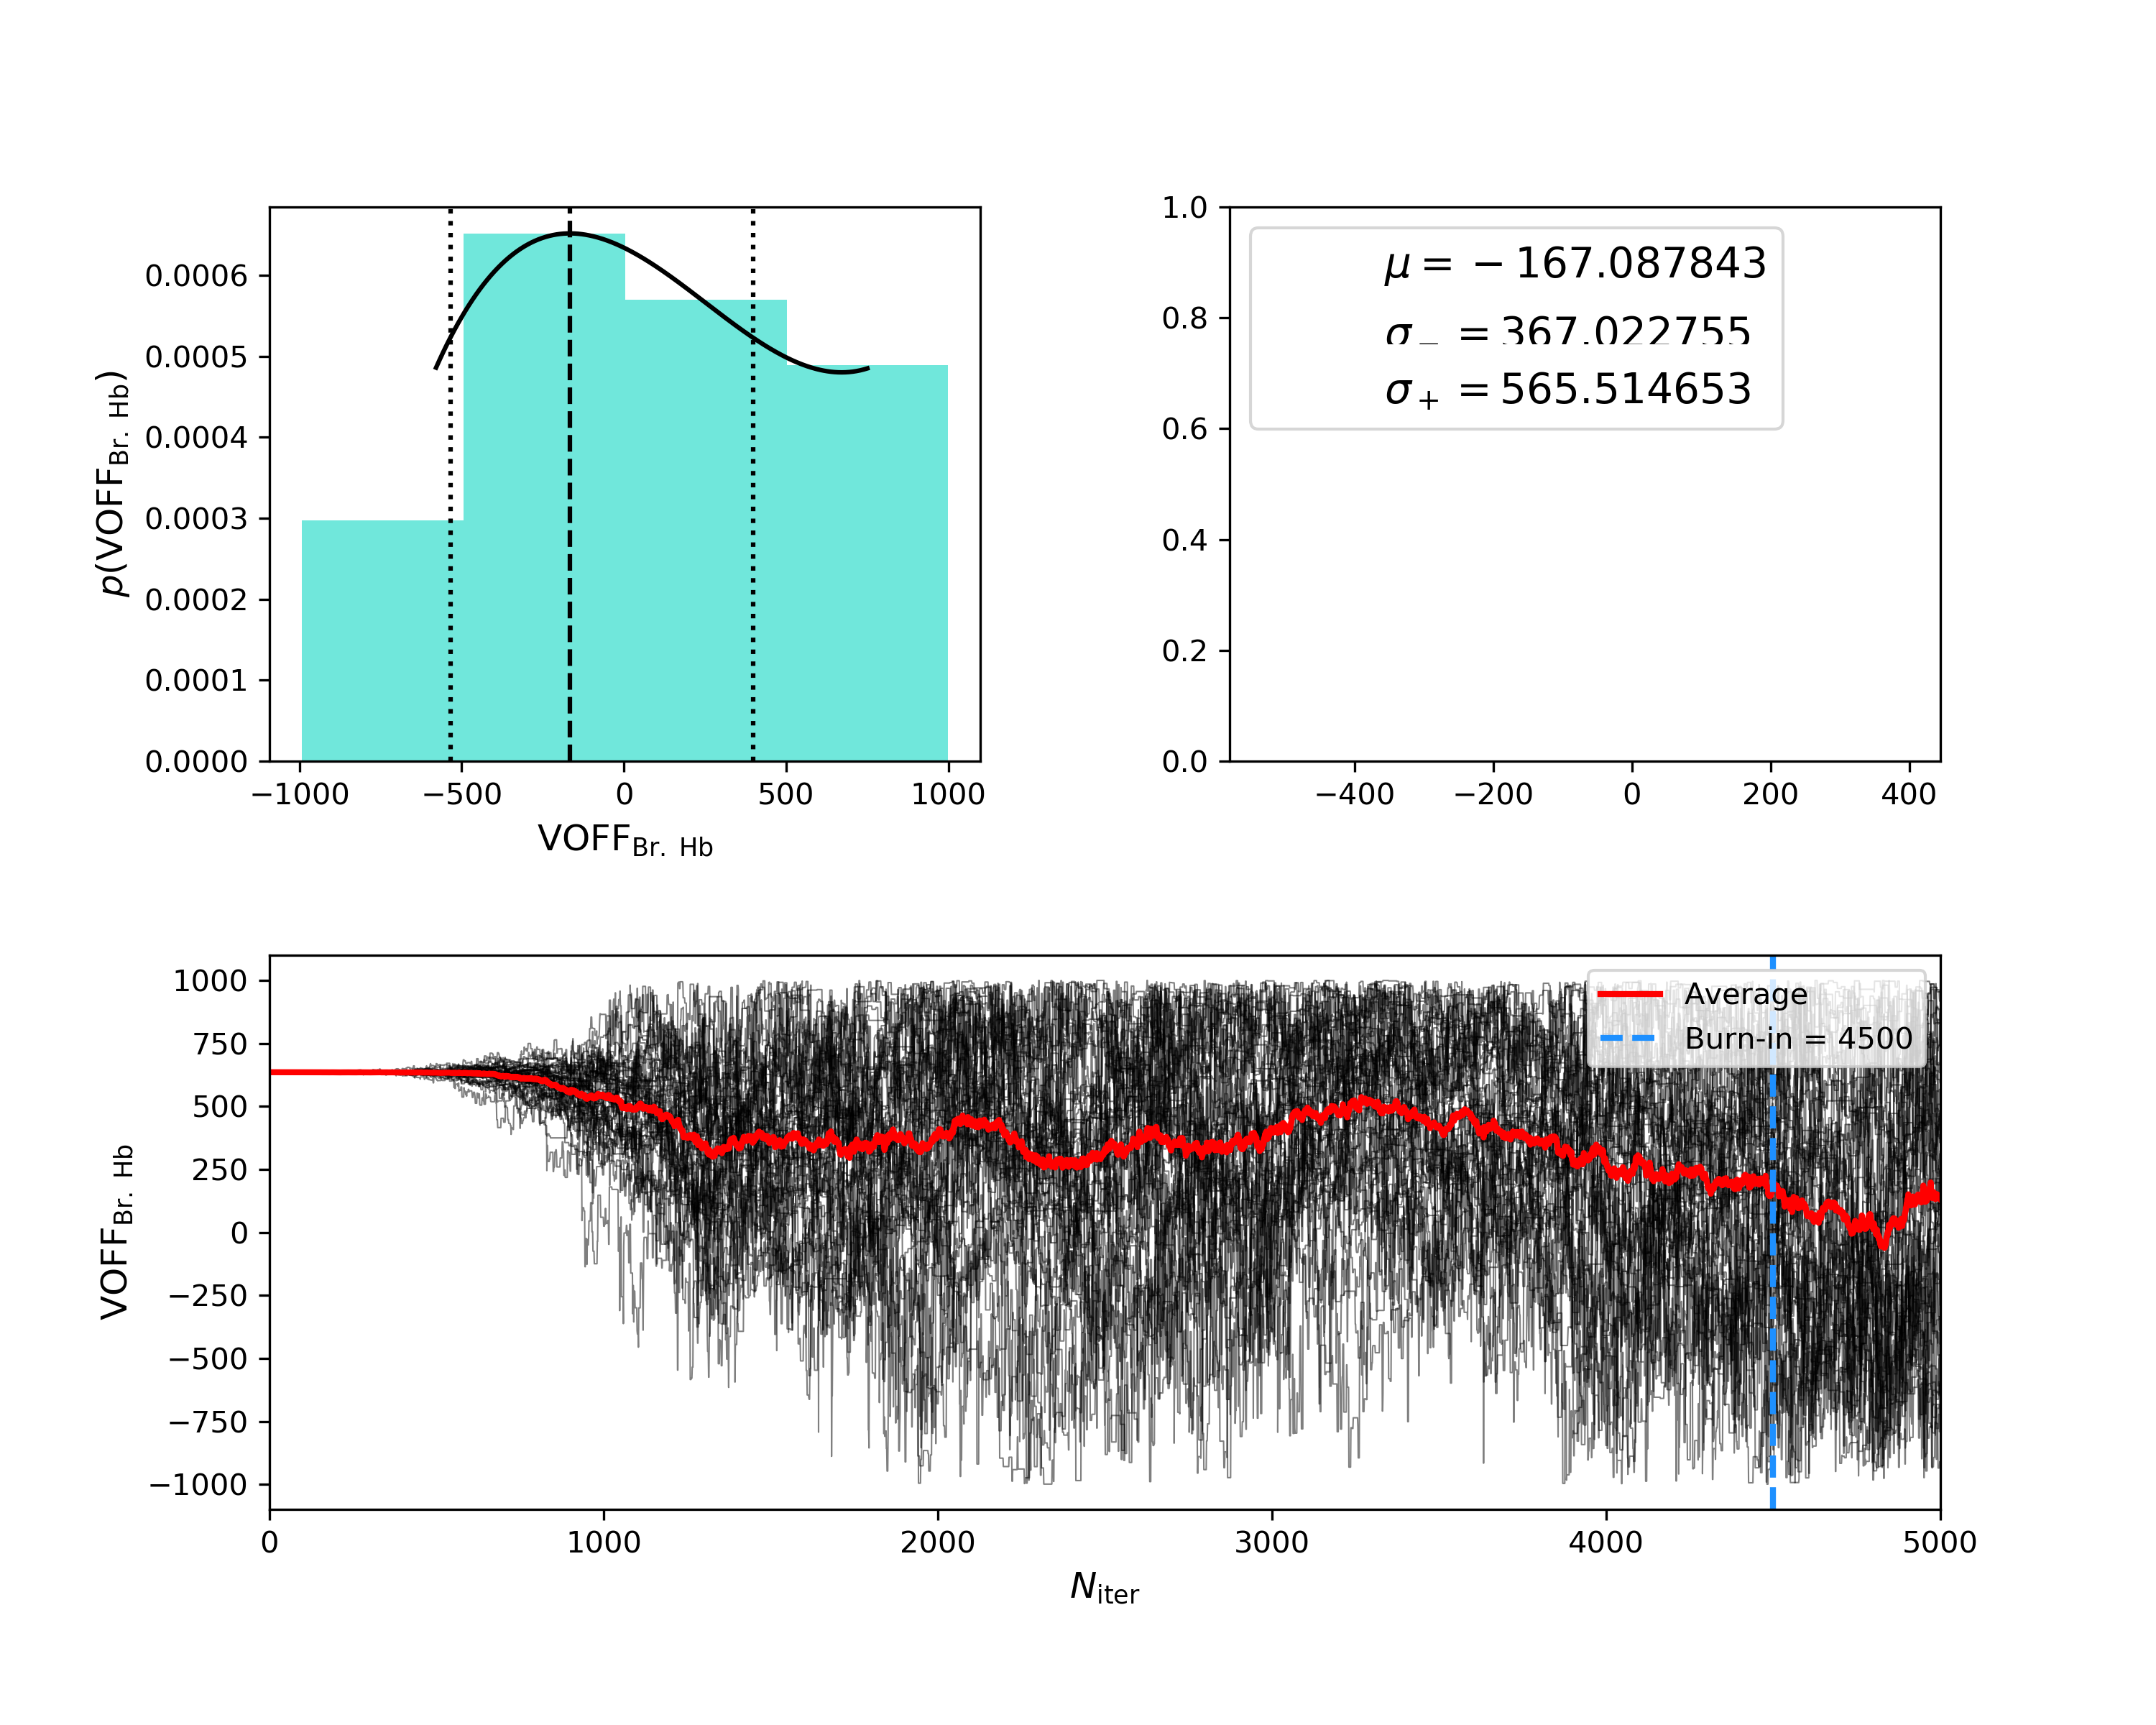 0.0006
0.0005
0.0004
0.0003
0.0002
0.0001
0.0000
p(VOFF_Br. Hb)
−1000 −500 0 500 1000
VOFF_Br. Hb
1.0
0.8
0.6
0.4
0.2
0.0
μ = −167.087843
σ_− = 367.022755
σ_+ = 565.514653
−400 −200 0 200 400
1000
750
500
250
0
−250
−500
−750
−1000
VOFF_Br. Hb
Average
Burn-in = 4500
0 1000 2000 3000 4000 5000
N_iter